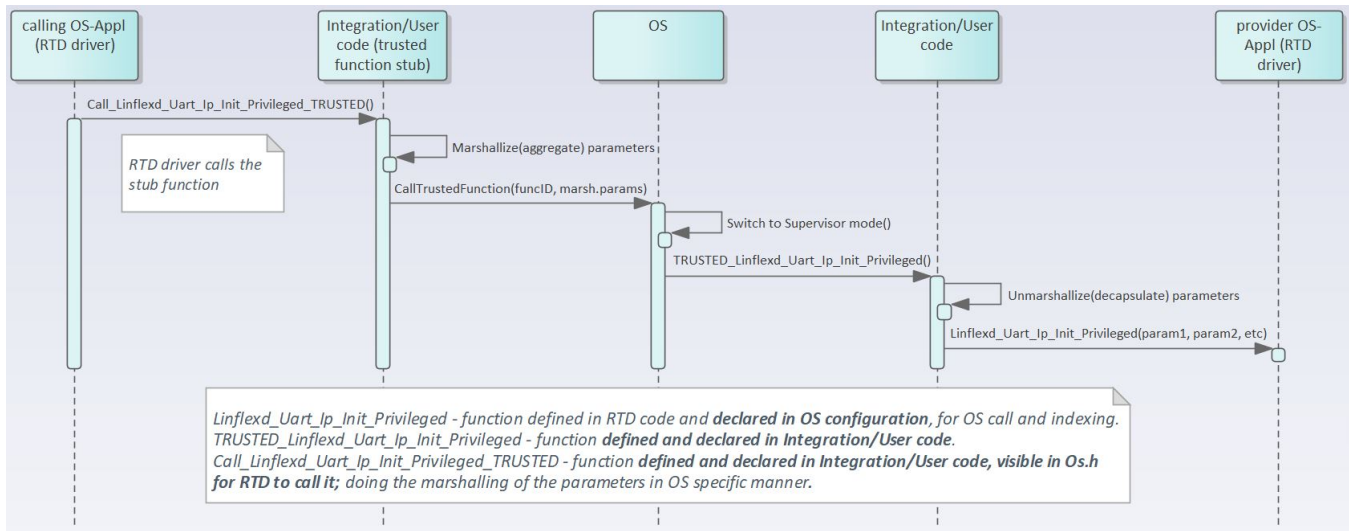 calling OS-Appl
(RTD driver)
Integration/User
code (trusted
function stub)
OS
Integration/User
code
provider OS-
Appl (RTD
driver)
Call_Linflexd_Uart_Ip_Init_Privileged_TRUSTED()
RTD driver calls the
stub function
Marshallize(aggregate) parameters
CallTrustedFunction(funcID, marsh.params)
Switch to Supervisor mode()
TRUSTED_Linflexd_Uart_Ip_Init_Privileged()
Unmarshallize(decapsulate) parameters
Linflexd_Uart_Ip_Init_Privileged(param1, param2, etc)
Linflexd_Uart_Ip_Init_Privileged - function defined in RTD code and declared in OS configuration, for OS call and indexing.
TRUSTED_Linflexd_Uart_Ip_Init_Privileged - function defined and declared in Integration/User code.
Call_Linflexd_Uart_Ip_Init_Privileged_TRUSTED - function defined and declared in Integration/User code, visible in Os.h
for RTD to call it; doing the marshalling of the parameters in OS specific manner.